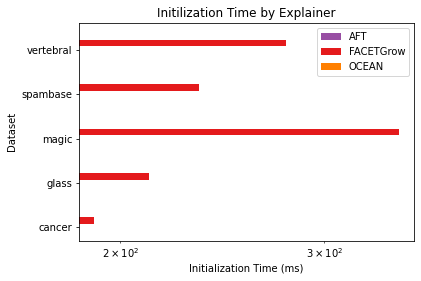 Initilization Time by Explainer
AFT
FACETGrow
OCEAN
vertebral
spambase
magic
glass
cancer
Dataset
2 × 10²
3 × 10²
Initialization Time (ms)